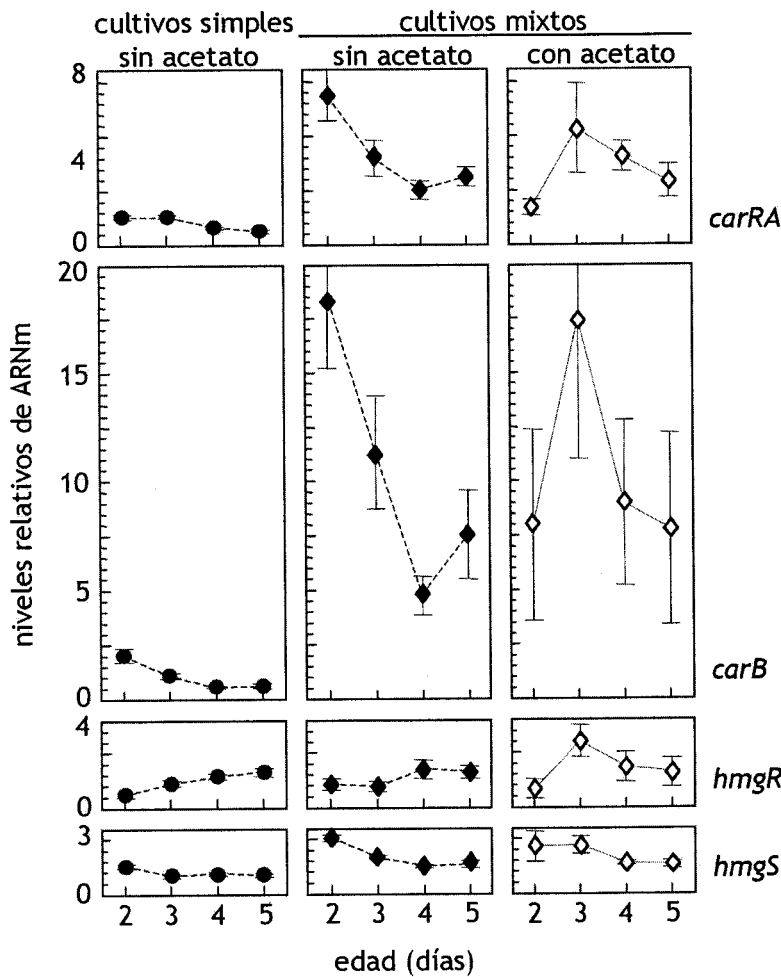 cultivos simples cultivos mixtos
sin acetato sin acetato con acetato
niveles relativos de ARNm
8
4
0
carRA
20
15
10
5
0
carB
4
0
hmgR
3
0
hmgS
2 3 4 5 2 3 4 5 2 3 4 5
edad (días)